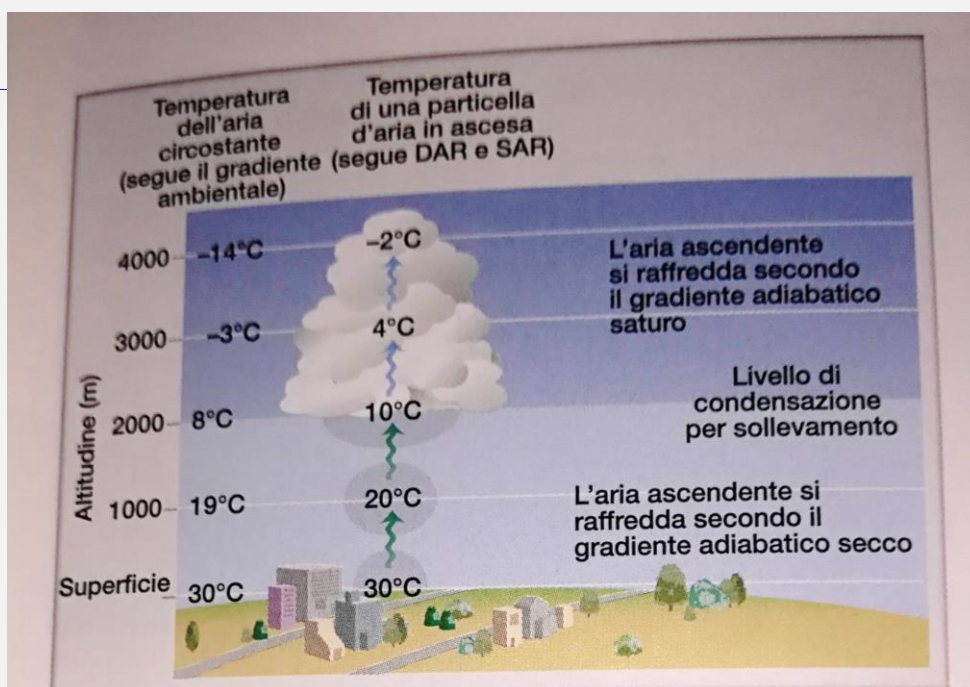 Temperatura
dell'aria
circostante
(segue il gradiente
ambientale)
Temperatura
di una particella
d'aria in ascesa
(segue DAR e SAR)
Altitudine (m)
4000
-14°C
-2°C
L'aria ascendente
si raffredda secondo
il gradiente adiabatico
saturo
3000
-3°C
4°C
Livello di
condensazione
per sollevamento
2000
8°C
10°C
1000
19°C
20°C
L'aria ascendente si
raffredda secondo il
gradiente adiabatico secco
Superficie
30°C
30°C